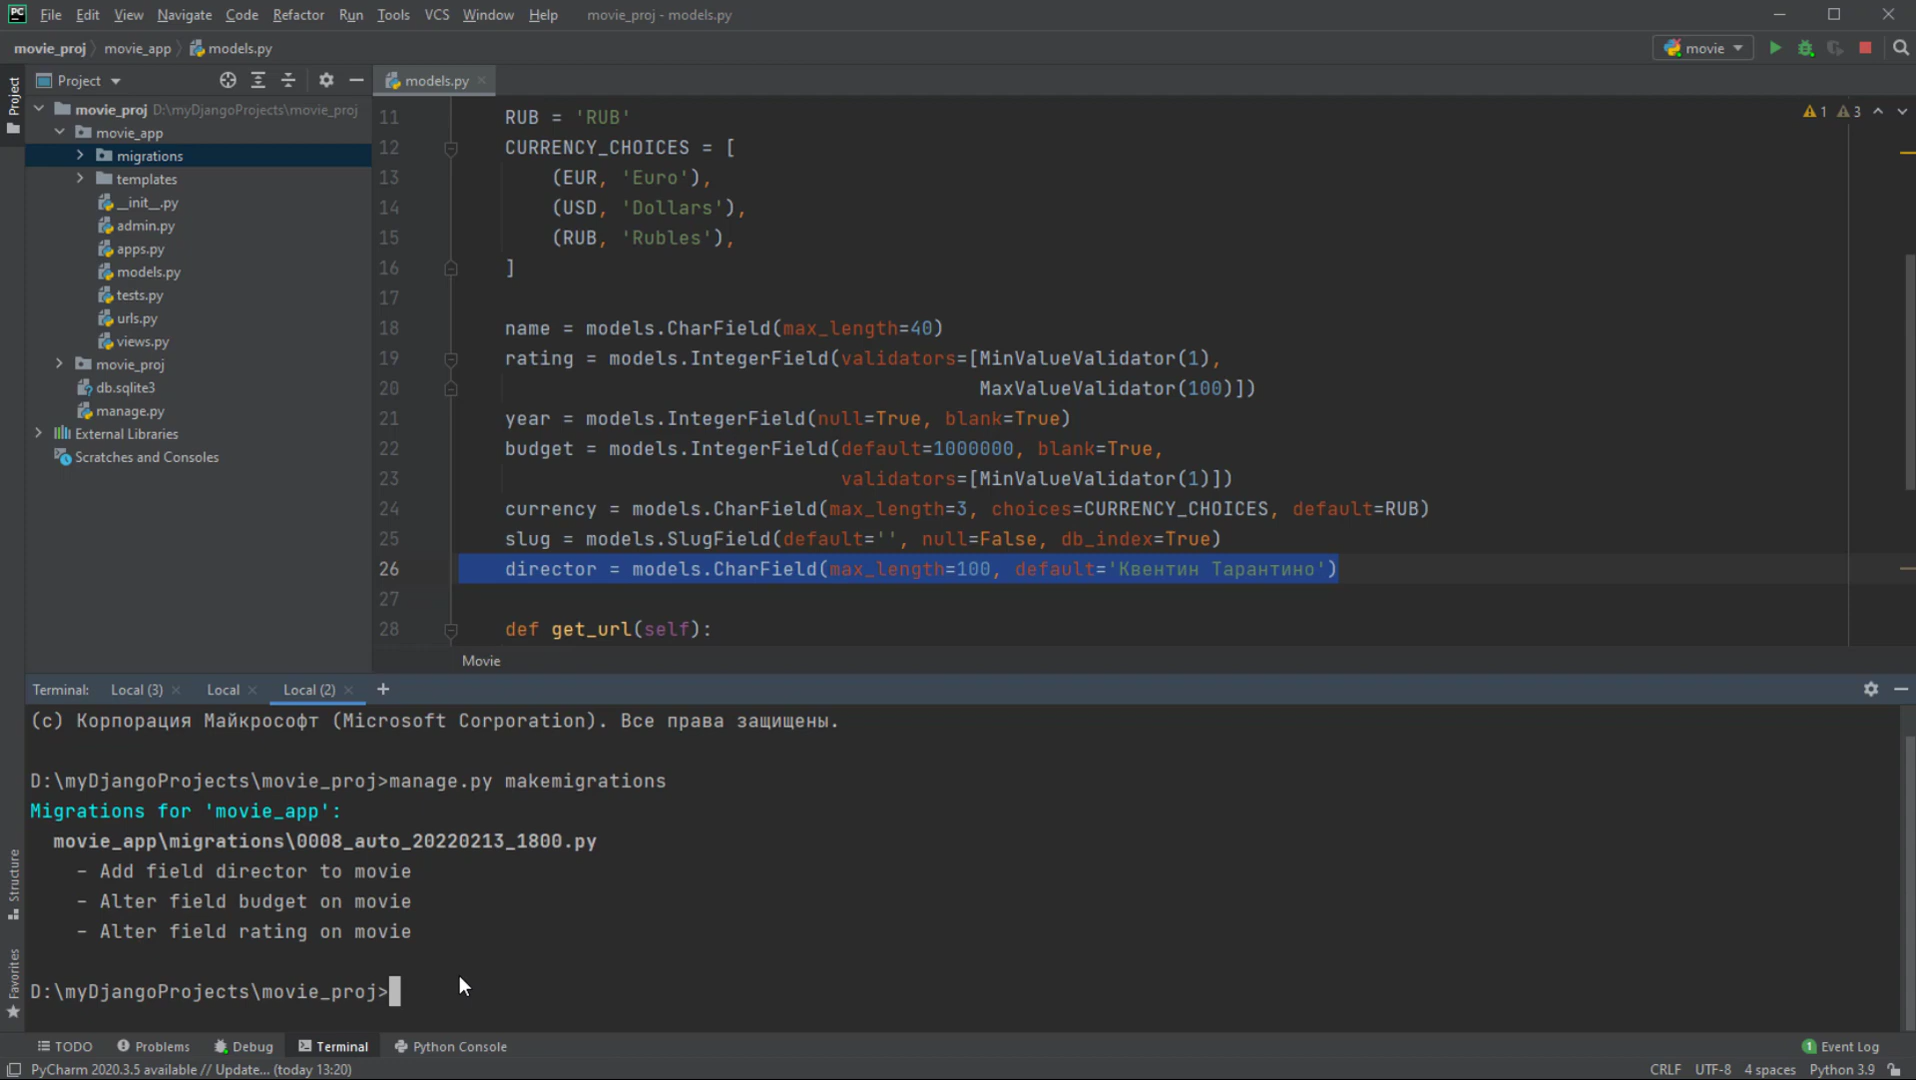 PC File Edit View Navigate Code Refactor Run Tools VCS Window Help movie_proj - models.py
movie_proj movie_app models.py movie
Project
movie_proj D:\myDjangoProjects\movie_proj
movie_app
migrations
templates
__init__.py
admin.py
apps.py
models.py
tests.py
urls.py
views.py
movie_proj
db.sqlite3
manage.py
External Libraries
Scratches and Consoles
Project
Structure
Favorites
models.py
1 3
11 RUB = 'RUB'
12 CURRENCY_CHOICES = [
13 (EUR, 'Euro'),
14 (USD, 'Dollars'),
15 (RUB, 'Rubles'),
16 ]
17
18 name = models.CharField(max_length=40)
19 rating = models.IntegerField(validators=[MinValueValidator(1),
20 MaxValueValidator(100)])
21 year = models.IntegerField(null=True, blank=True)
22 budget = models.IntegerField(default=1000000, blank=True,
23 validators=[MinValueValidator(1)])
24 currency = models.CharField(max_length=3, choices=CURRENCY_CHOICES, default=RUB)
25 slug = models.SlugField(default='', null=False, db_index=True)
26 director = models.CharField(max_length=100, default='Квентин Тарантино')
27
28 def get_url(self):
Movie
Terminal: Local (3) Local Local (2)
(c) Корпорация Майкрософт (Microsoft Corporation). Все права защищены.
D:\myDjangoProjects\movie_proj>manage.py makemigrations
Migrations for 'movie_app':
movie_app\migrations\0008_auto_20220213_1800.py
- Add field director to movie
- Alter field budget on movie
- Alter field rating on movie
D:\myDjangoProjects\movie_proj>
TODO Problems Debug Terminal Python Console 1 Event Log
PyCharm 2020.3.5 available // Update... (today 13:20) CRLF UTF-8 4 spaces Python 3.9